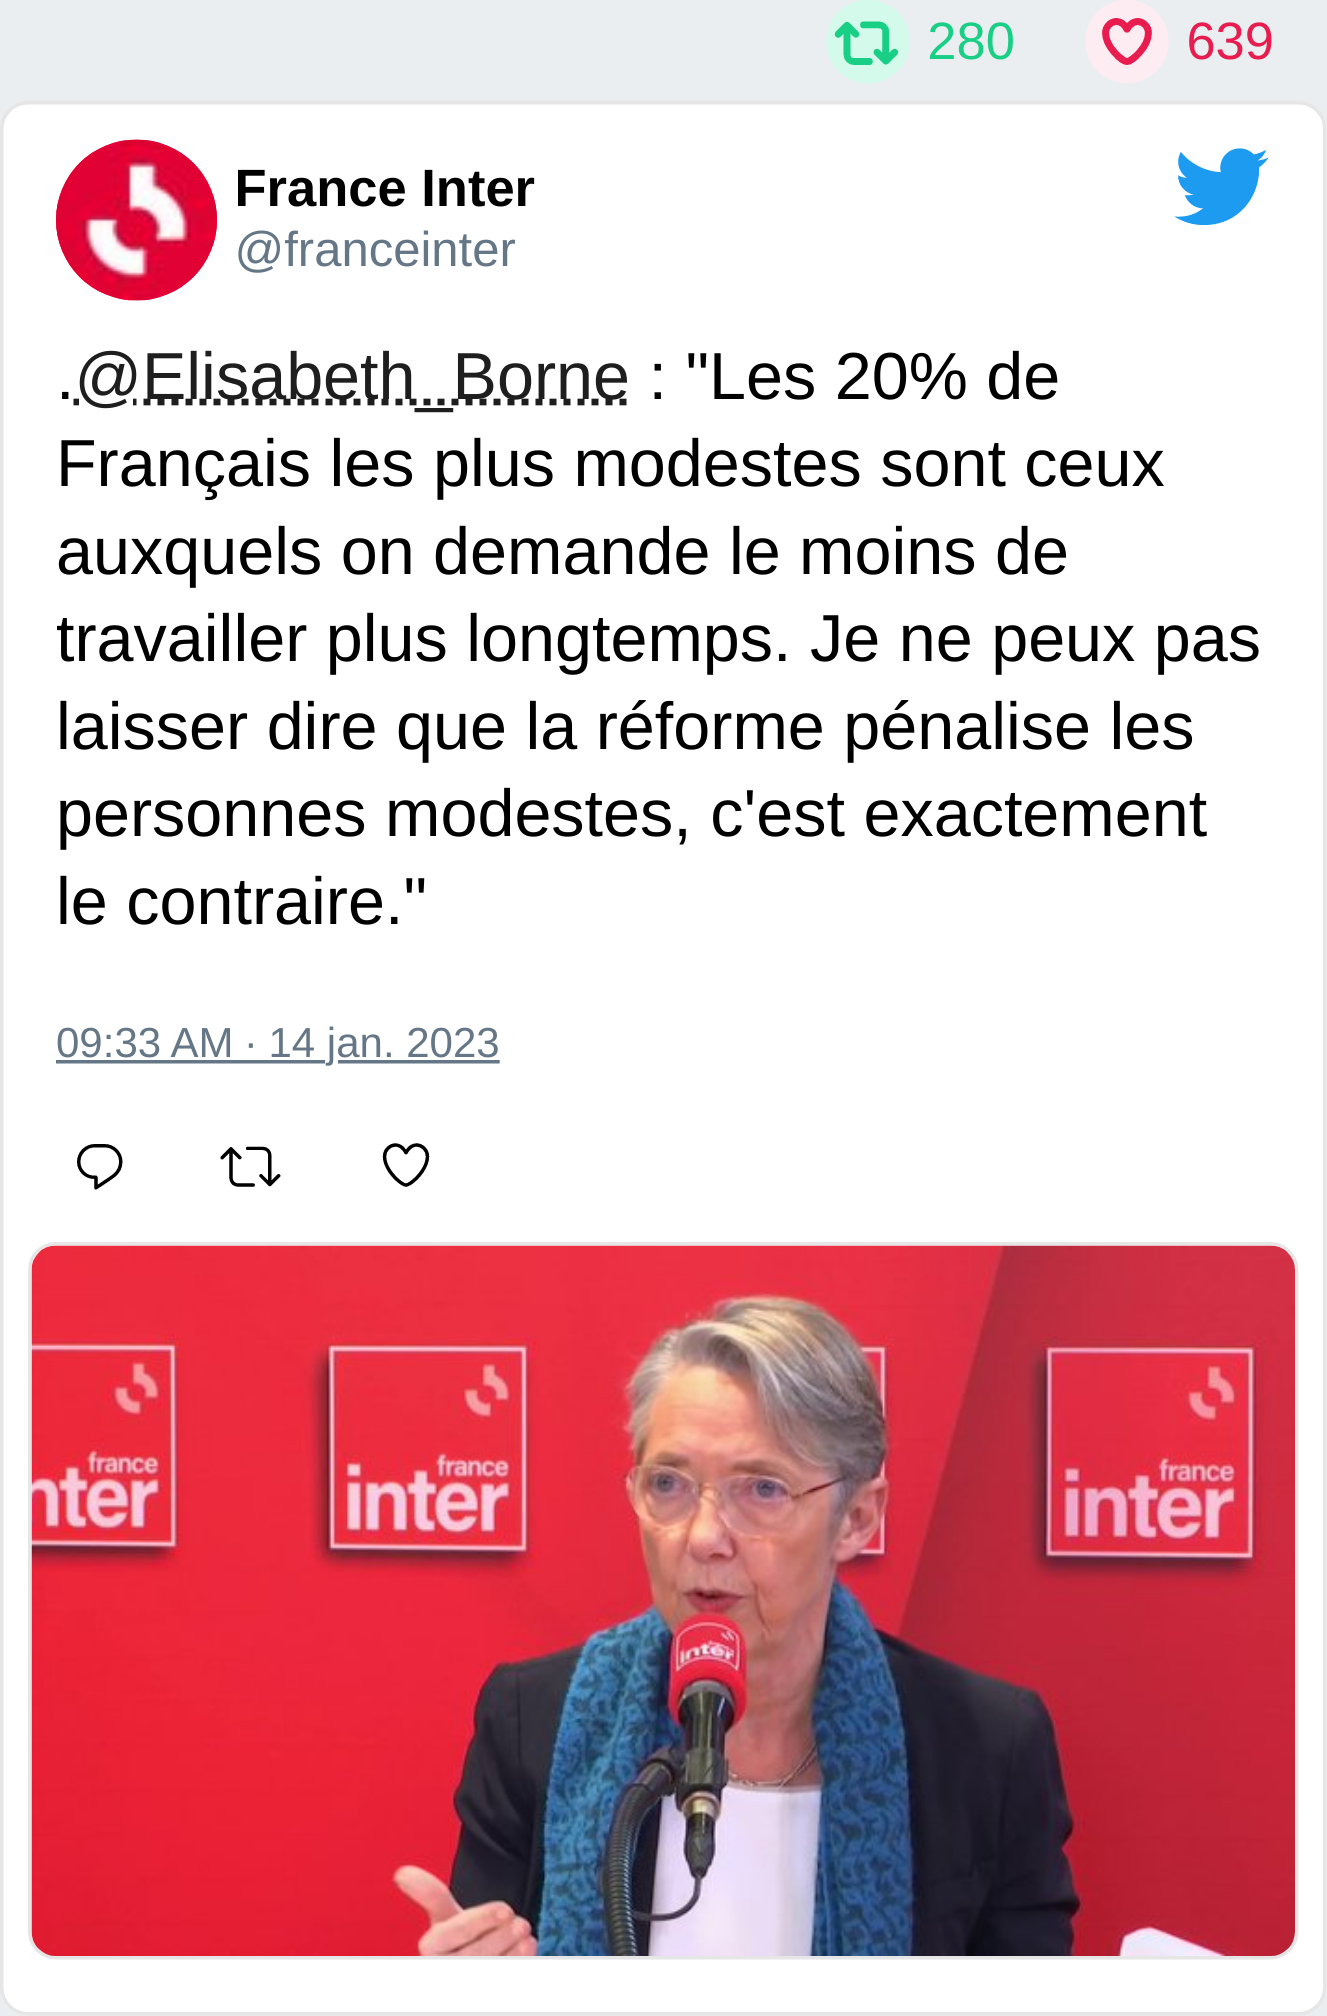 280 639
France Inter
@franceinter
.@Elisabeth_Borne : "Les 20% de
Français les plus modestes sont ceux
auxquels on demande le moins de
travailler plus longtemps. Je ne peux pas
laisser dire que la réforme pénalise les
personnes modestes, c'est exactement
le contraire."
09:33 AM · 14 jan. 2023
france
nter
france
inter
france
inter
inter